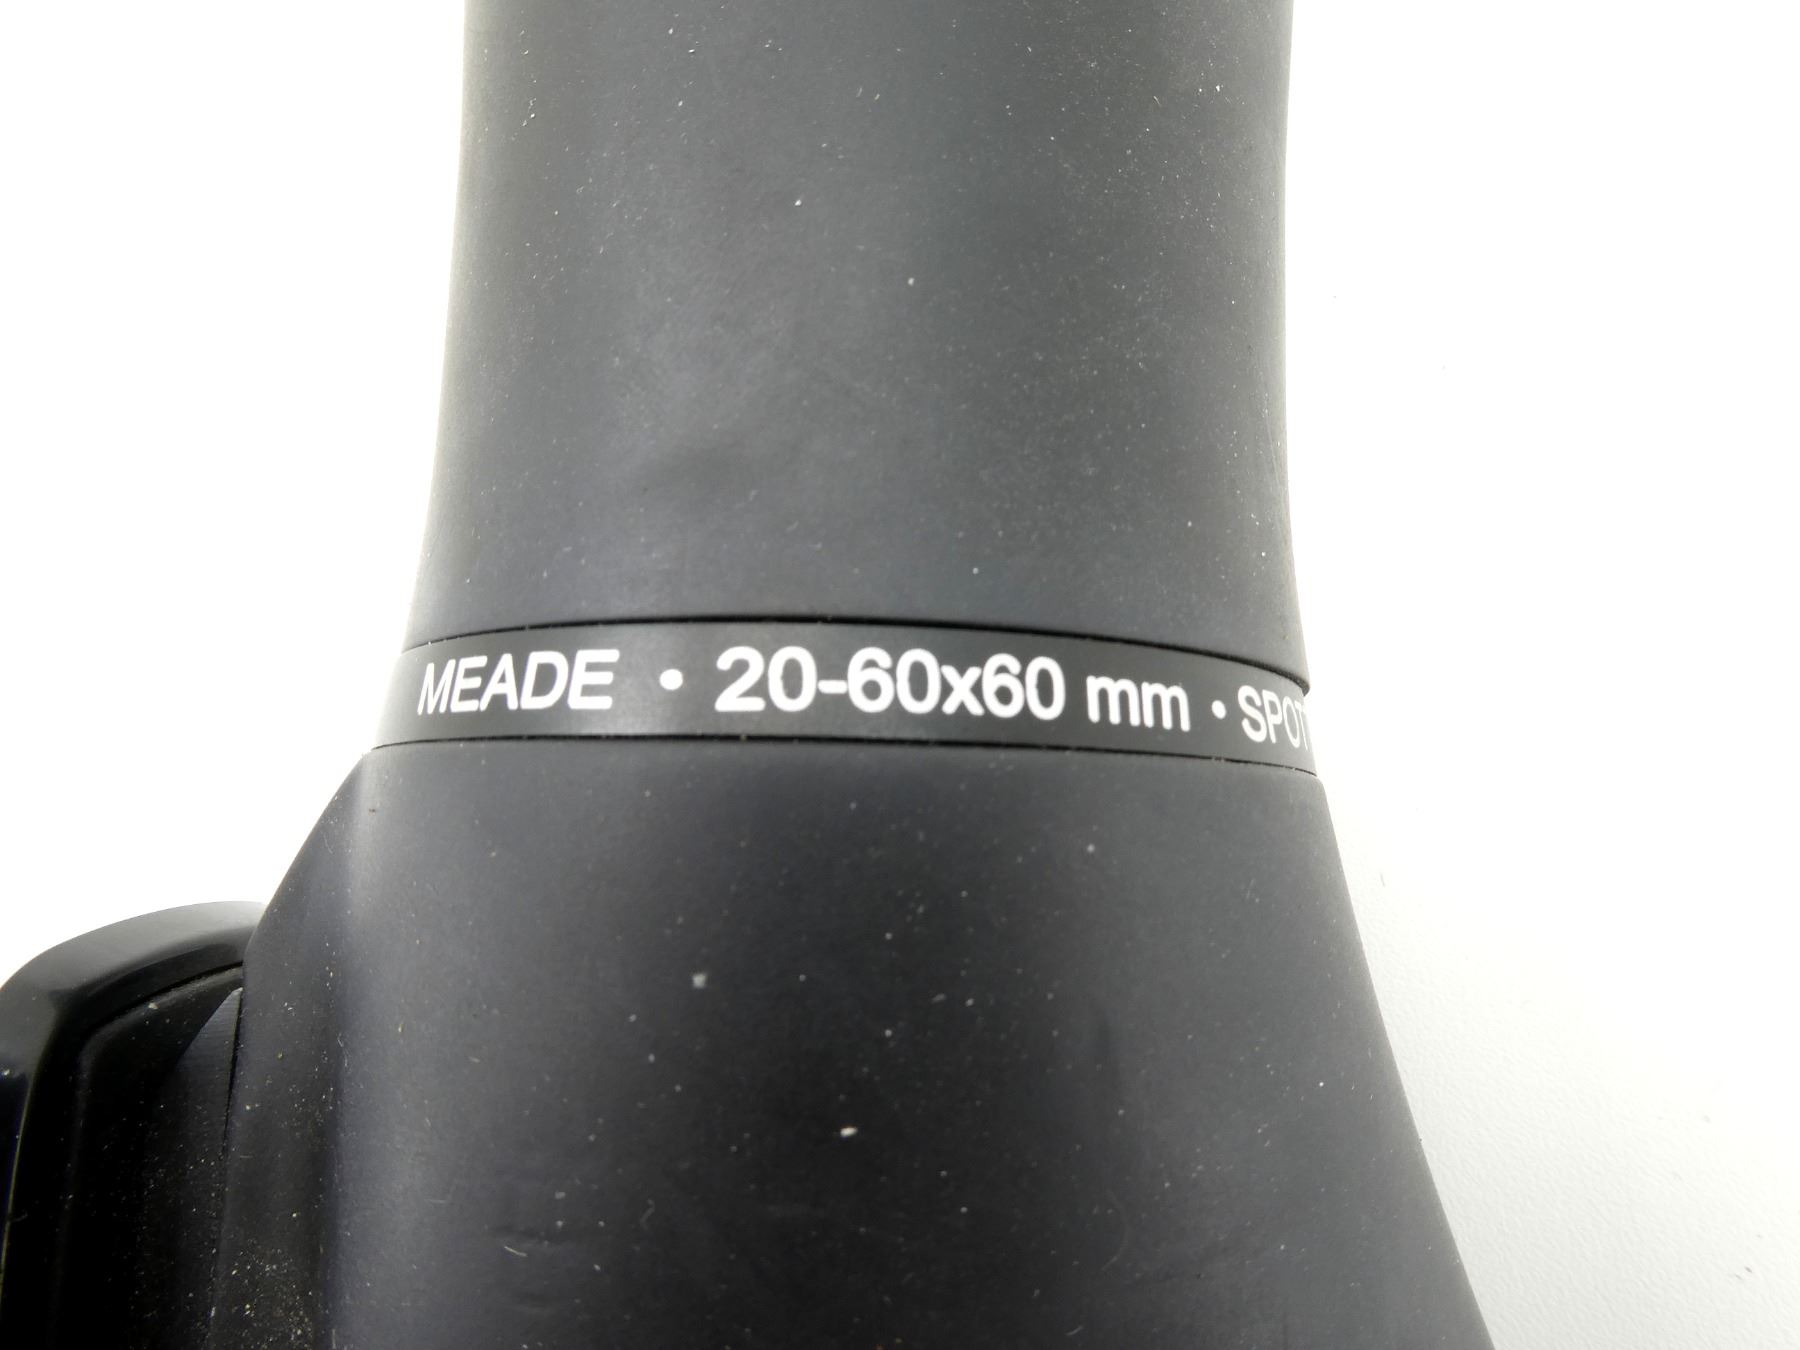 MEADE • 20-60x60 mm • SPOT